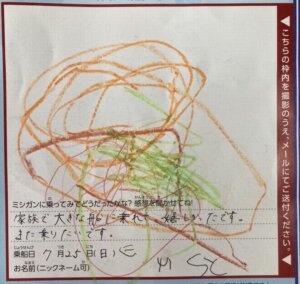 ◀こちらの枠内を撮影のうえ、メールにてご送付ください。
ミシガンに乗ってみてどうだったかな？感想を聞かせてね！
家族で大きな船に乗れて嬉しかったです。
また乗りたいです。
乗船日 7月25日(日)
お名前(ニックネーム可)